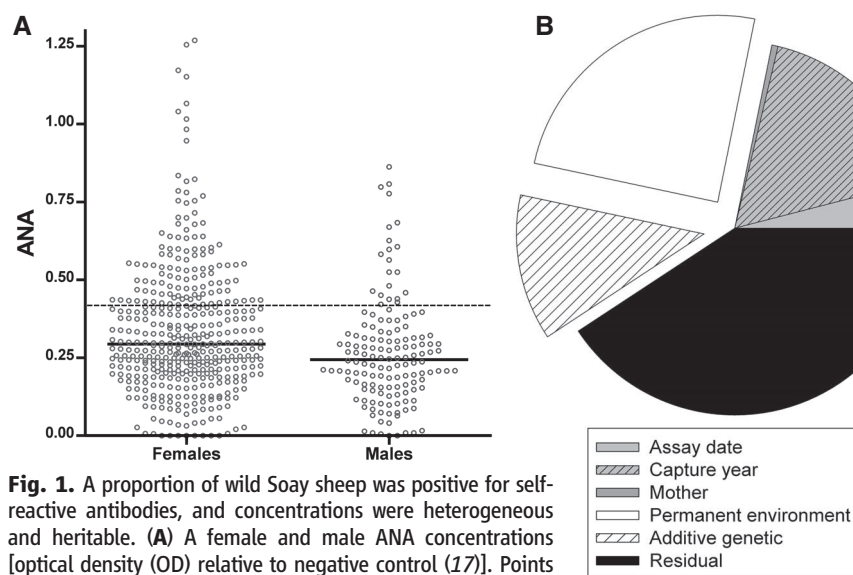 A
B
1.25
1.00
0.75
0.50
0.25
0.00
ANA
Females
Males
Assay date
Capture year
Mother
Permanent environment
Additive genetic
Residual
Fig. 1. A proportion of wild Soay sheep was positive for self-
reactive antibodies, and concentrations were heterogeneous
and heritable. (A) A female and male ANA concentrations
[optical density (OD) relative to negative control (17)]. Points